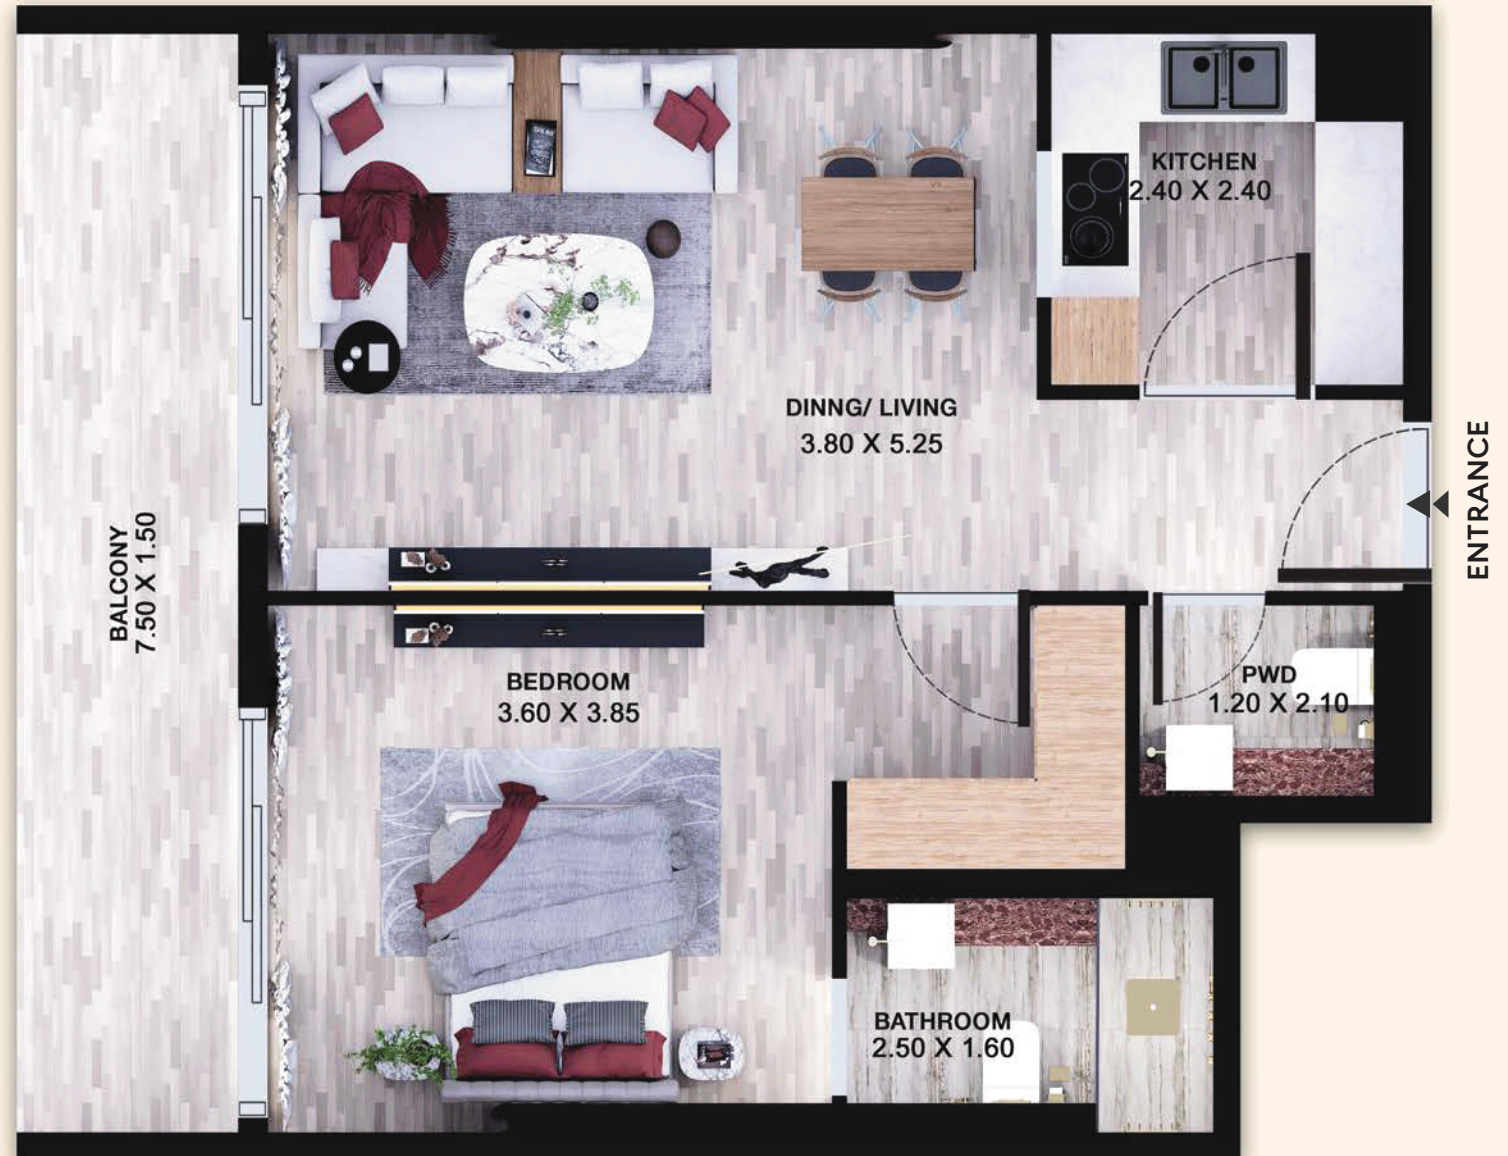 KITCHEN
2.40 X 2.40
DINNG/ LIVING
3.80 X 5.25
ENTRANCE
BALCONY
7.50 X 1.50
BEDROOM
3.60 X 3.85
PWD
1.20 X 2.10
BATHROOM
2.50 X 1.60